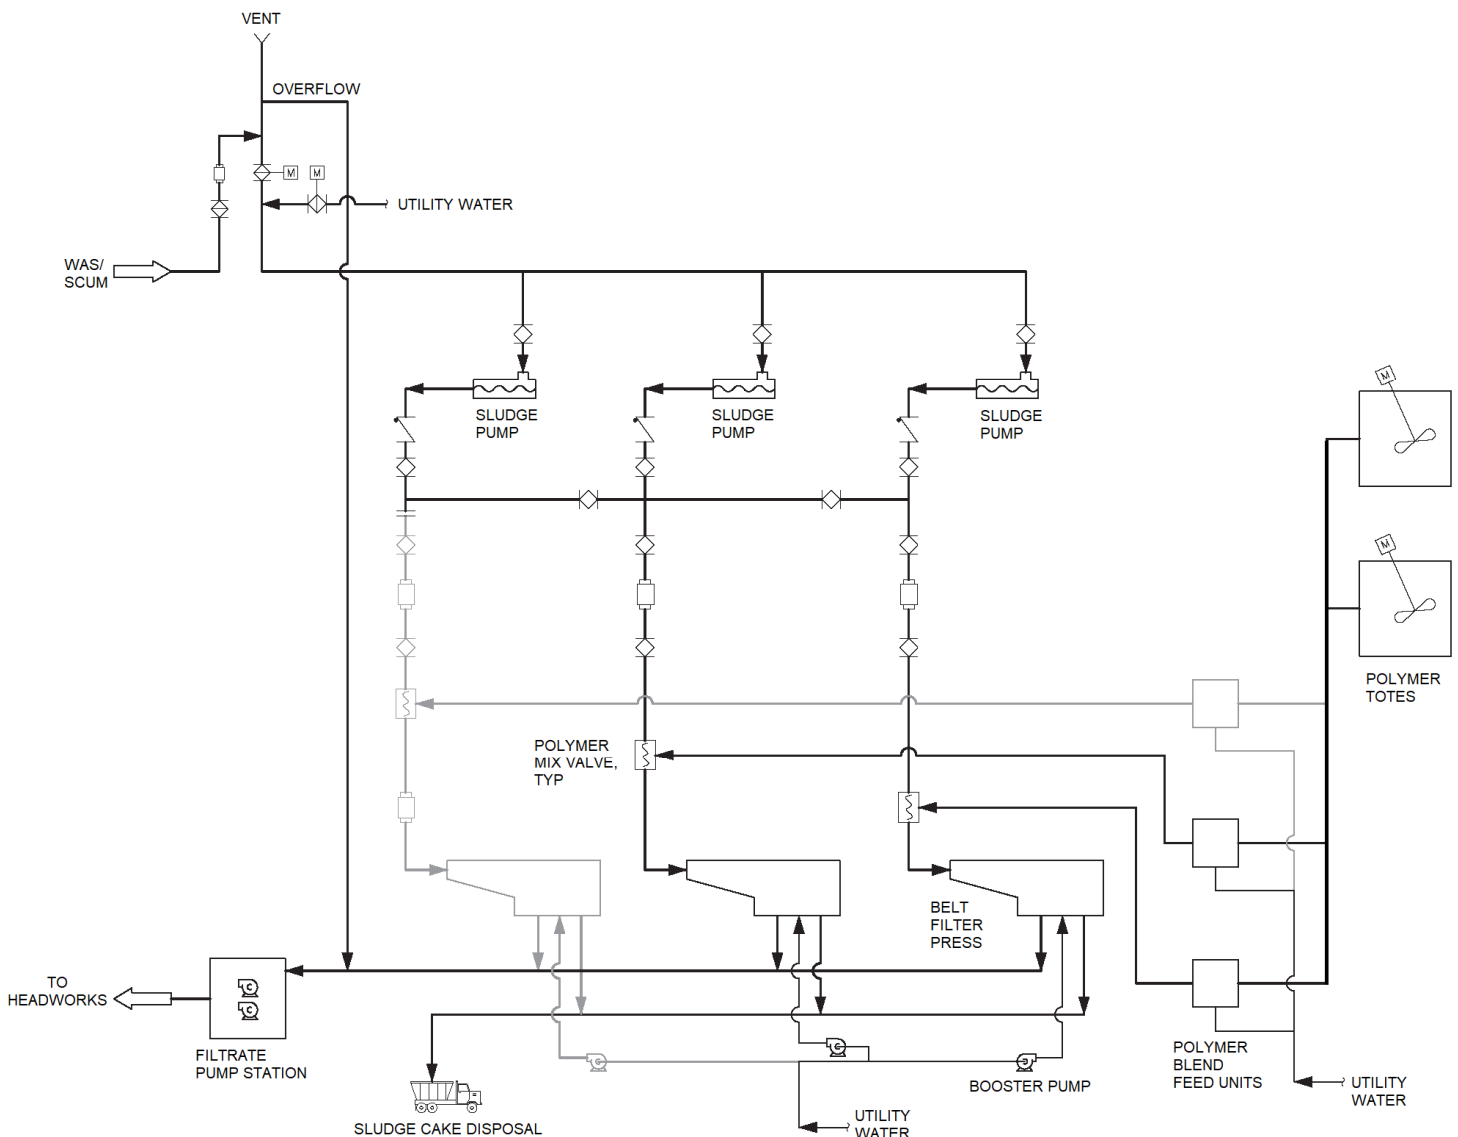 VENT
OVERFLOW
M
M
UTILITY WATER
WAS/
SCUM
SLUDGE
PUMP
SLUDGE
PUMP
SLUDGE
PUMP
M
M
POLYMER
TOTES
POLYMER
MIX VALVE,
TYP
BELT
FILTER
PRESS
TO
HEADWORKS
C
C
FILTRATE
PUMP STATION
C
C
C
BOOSTER PUMP
POLYMER
BLEND
FEED UNITS
UTILITY
WATER
UTILITY
WATER
SLUDGE CAKE DISPOSAL